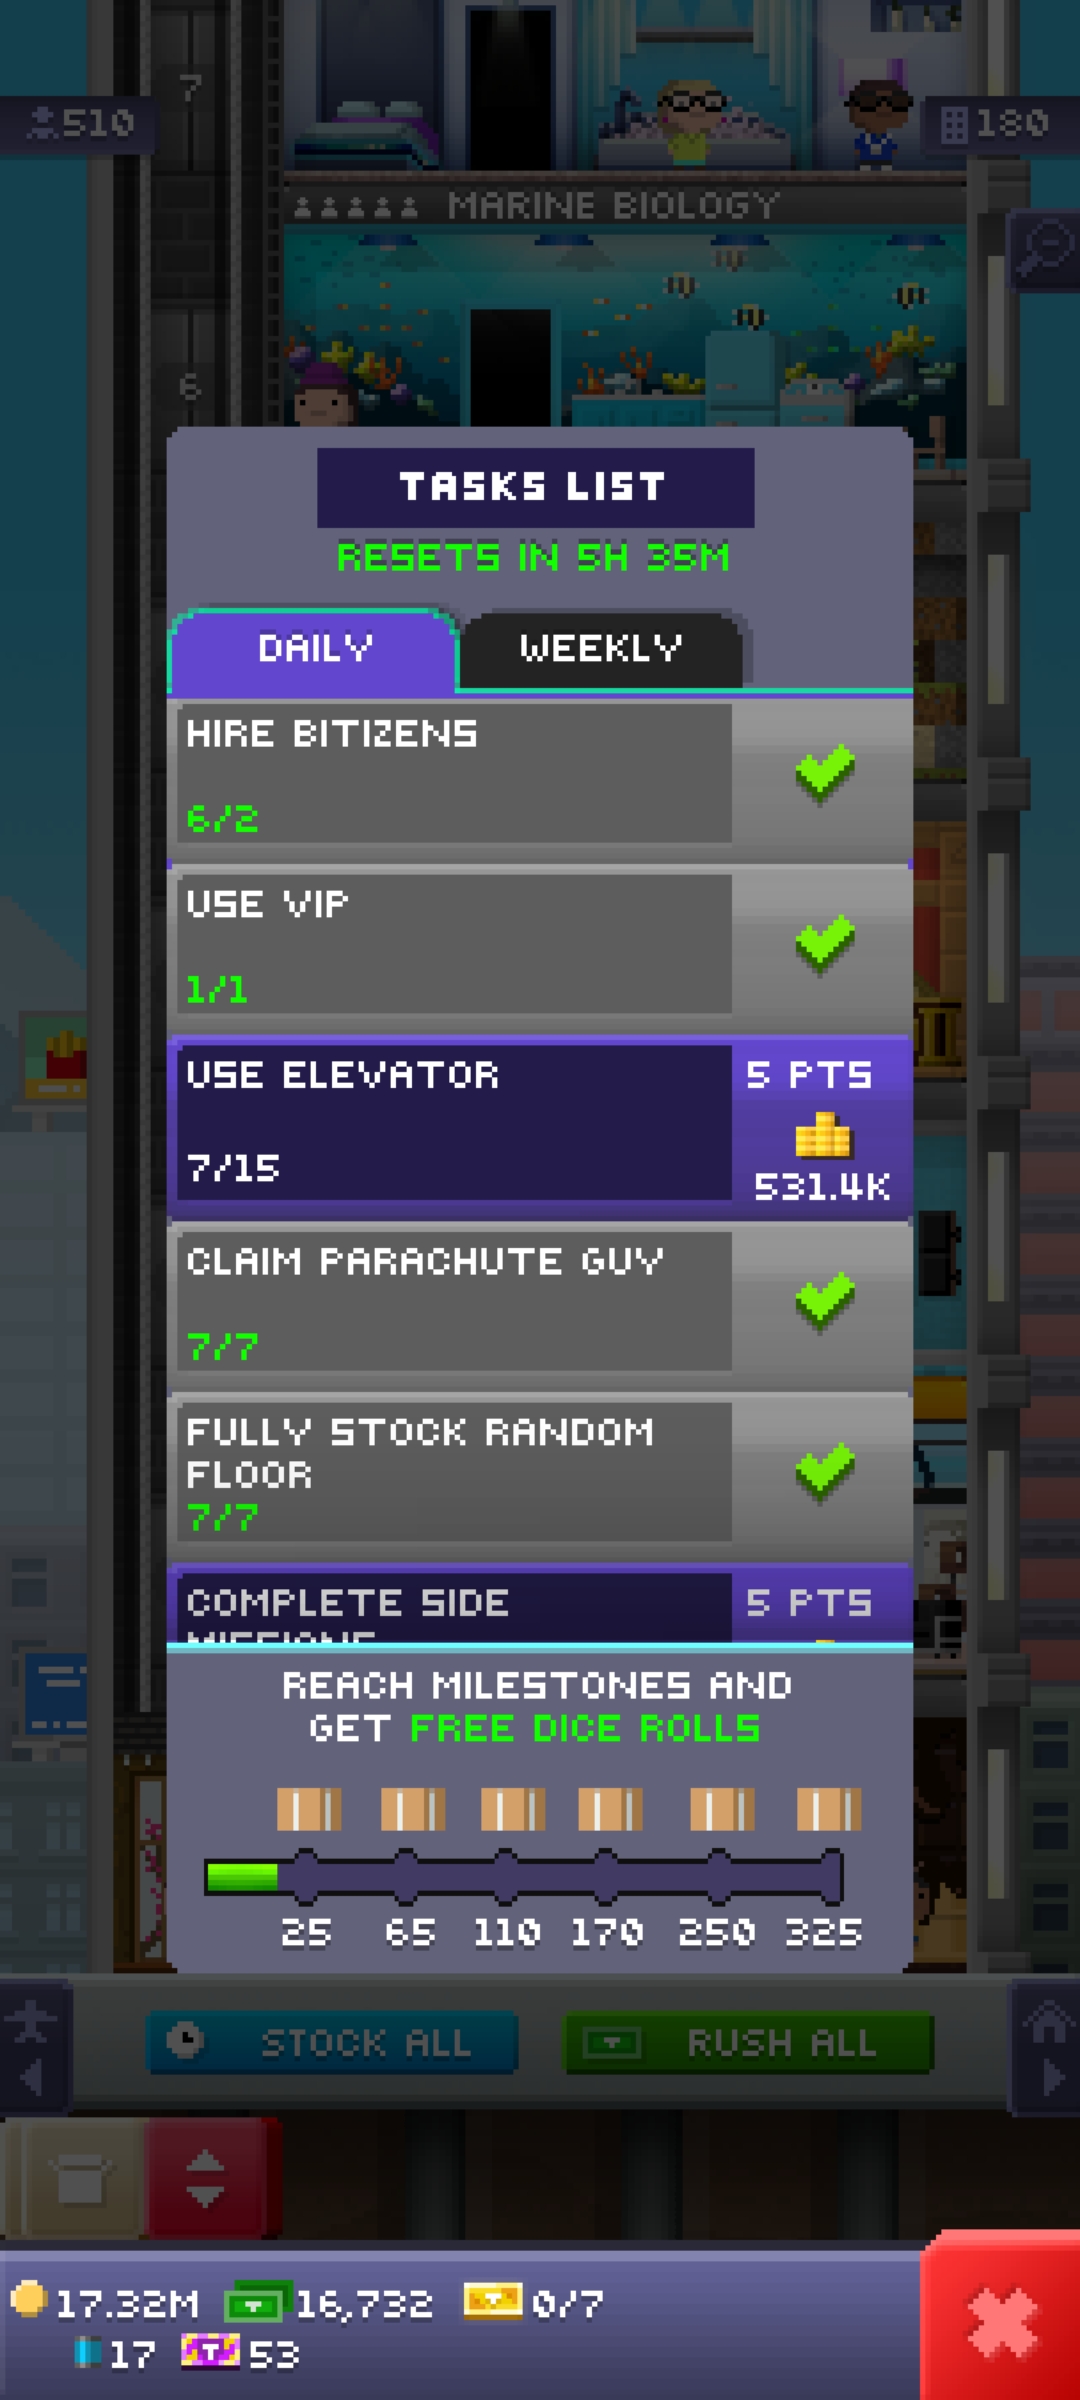 7
510
180
MARINE BIOLOGY
6
TASKS LIST
RESETS IN 5H 35M
DAILY
WEEKLY
HIRE BITIZENS
6/2
USE VIP
1/1
USE ELEVATOR
5 PTS
7/15
531.4K
CLAIM PARACHUTE GUY
7/7
FULLY STOCK RANDOM
FLOOR
7/7
COMPLETE SIDE
5 PTS
MISSIONS
REACH MILESTONES AND
GET FREE DICE ROLLS
25 65 110 170 250 325
STOCK ALL
RUSH ALL
17.32M 16,732 0/7
17 53